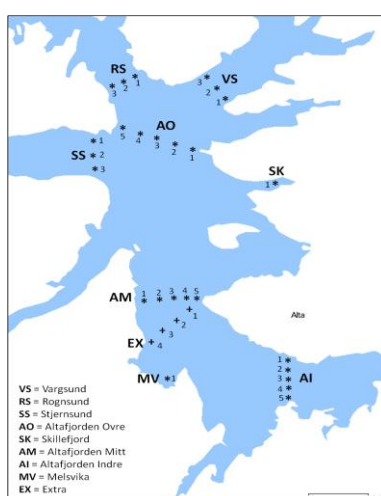 RS
* 1
* 2
* 3
VS
3 *
2 *
1 *
AO
* 5
* 4
* 3
* 2
* 1
SS
* 1
* 2
* 3
SK
1 *
AM
1 2 3 4 5
* * * * *
+ 1
+ 2
+ 3
EX
+ 4
Alta
MV
* 1
AI
1 *
2 *
3 *
4 *
5 *
VS = Vargsund
RS = Rognsund
SS = Stjernsund
AO = Altafjorden Ovre
SK = Skillefjord
AM = Altafjorden Mitt
AI = Altafjorden Indre
MV = Melsvika
EX = Extra